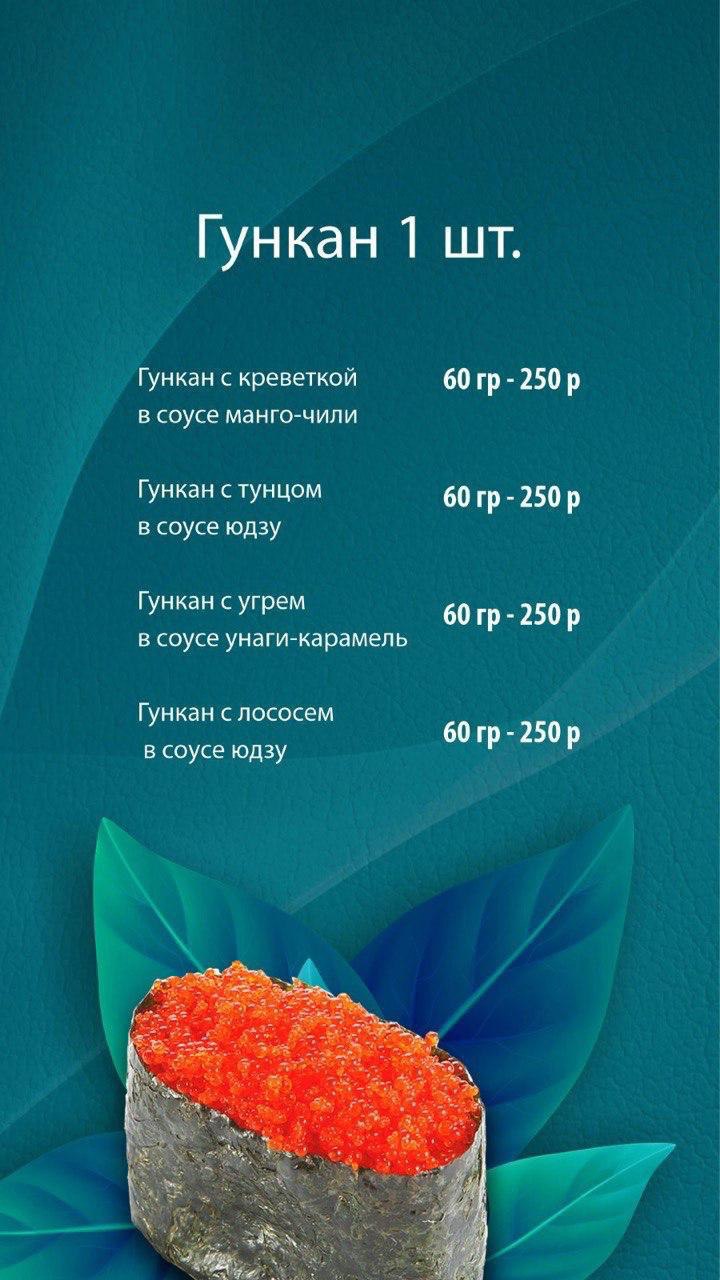 Гункан 1 шт.
Гункан с креветкой
в соусе манго-чили
60 гр - 250 р
Гункан с тунцом
в соусе юдзу
60 гр - 250 р
Гункан с угрем
в соусе унаги-карамель
60 гр - 250 р
Гункан с лососем
в соусе юдзу
60 гр - 250 р